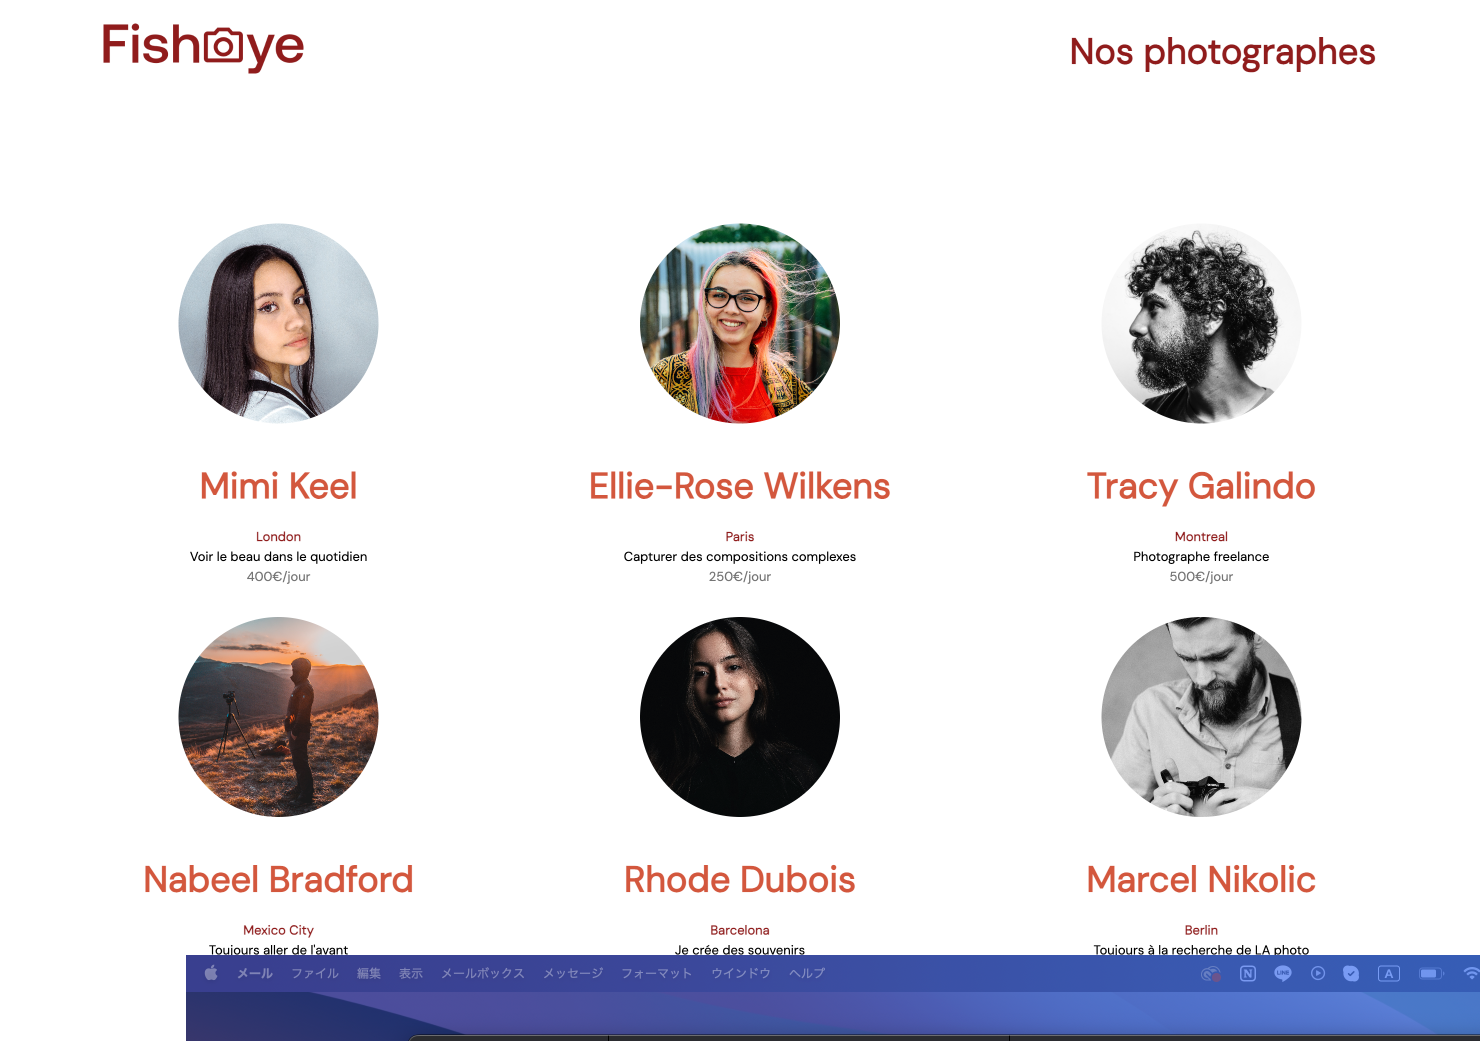 Fisheye
Nos photographes
Mimi Keel
London
Voir le beau dans le quotidien
400€/jour
Ellie-Rose Wilkens
Paris
Capturer des compositions complexes
250€/jour
Tracy Galindo
Montreal
Photographe freelance
500€/jour
Nabeel Bradford
Mexico City
Toujours aller de l'avant
Rhode Dubois
Barcelona
Je crée des souvenirs
Marcel Nikolic
Berlin
Toujours à la recherche de LA photo
メール ファイル 編集 表示 メールボックス メッセージ フォーマット ウインドウ ヘルプ N LINE A